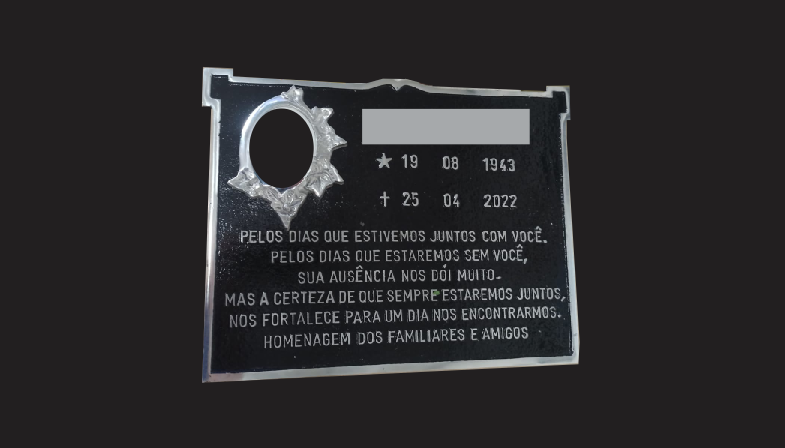 ★ 19 08 1943
✝ 25 04 2022
PELOS DIAS QUE ESTIVEMOS JUNTOS COM VOCÊ.
PELOS DIAS QUE ESTAREMOS SEM VOCÊ,
SUA AUSÊNCIA NOS DÓI MUITO.
MAS A CERTEZA DE QUE SEMPRE ESTAREMOS JUNTOS,
NOS FORTALECE PARA UM DIA NOS ENCONTRARMOS.
HOMENAGEM DOS FAMILIARES E AMIGOS